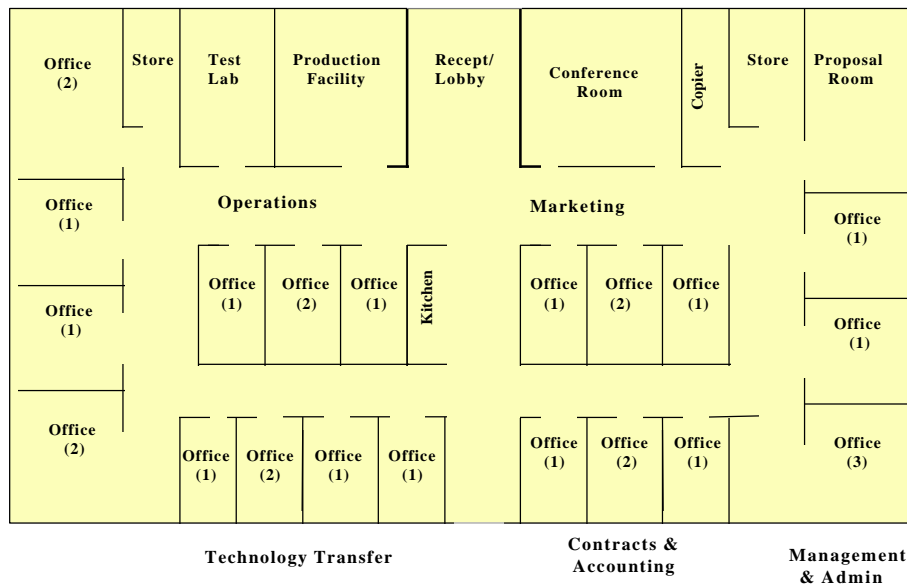 Office
(2)
Store
Test
Lab
Production
Facility
Recept/
Lobby
Conference
Room
Copier
Store
Proposal
Room
Operations
Marketing
Office
(1)
Office
(1)
Office
(1)
Office
(2)
Office
(1)
Kitchen
Office
(1)
Office
(2)
Office
(1)
Office
(1)
Office
(1)
Office
(2)
Office
(1)
Office
(2)
Office
(1)
Office
(1)
Office
(1)
Office
(2)
Office
(1)
Office
(3)
Technology Transfer
Contracts &
Accounting
Management
& Admin